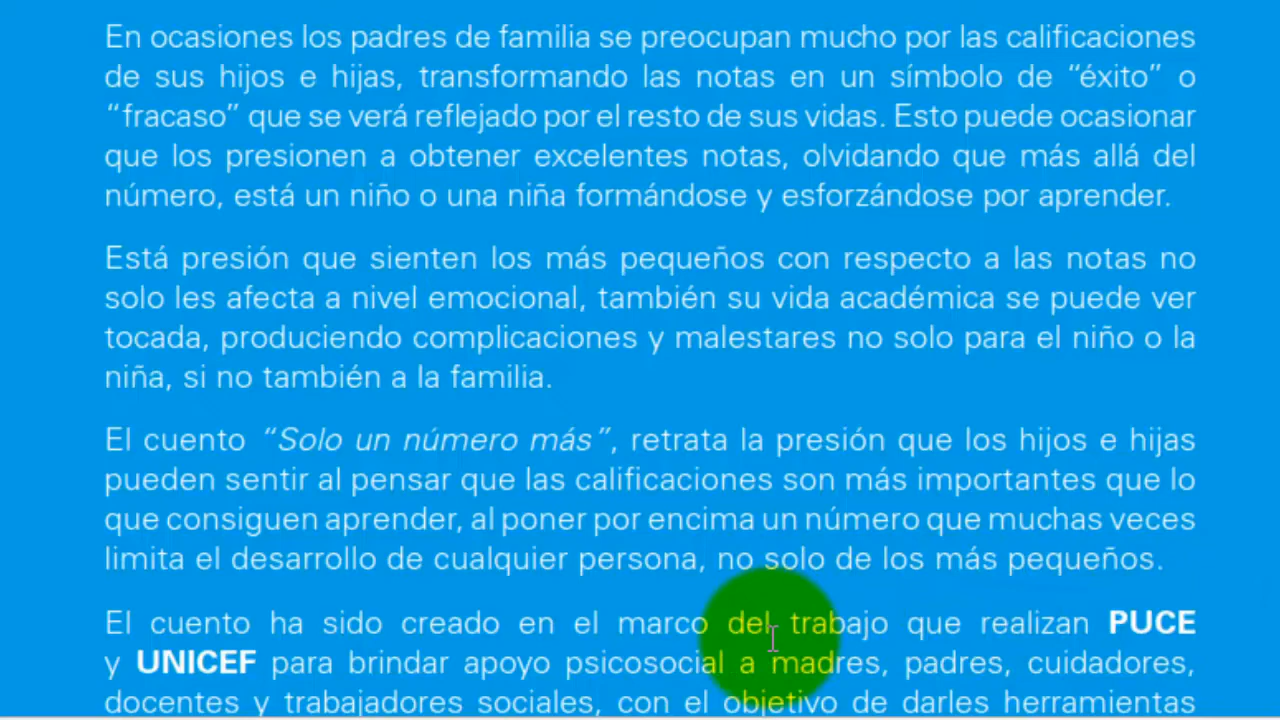 En ocasiones los padres de familia se preocupan mucho por las calificaciones
de sus hijos e hijas, transformando las notas en un símbolo de “éxito” o
“fracaso” que se verá reflejado por el resto de sus vidas. Esto puede ocasionar
que los presionen a obtener excelentes notas, olvidando que más allá del
número, está un niño o una niña formándose y esforzándose por aprender.
Está presión que sienten los más pequeños con respecto a las notas no
solo les afecta a nivel emocional, también su vida académica se puede ver
tocada, produciendo complicaciones y malestares no solo para el niño o la
niña, si no también a la familia.
El cuento “Solo un número más”, retrata la presión que los hijos e hijas
pueden sentir al pensar que las calificaciones son más importantes que lo
que consiguen aprender, al poner por encima un número que muchas veces
limita el desarrollo de cualquier persona, no solo de los más pequeños.
El cuento ha sido creado en el marco del trabajo que realizan PUCE
y UNICEF para brindar apoyo psicosocial a madres, padres, cuidadores,
docentes y trabajadores sociales, con el objetivo de darles herramientas